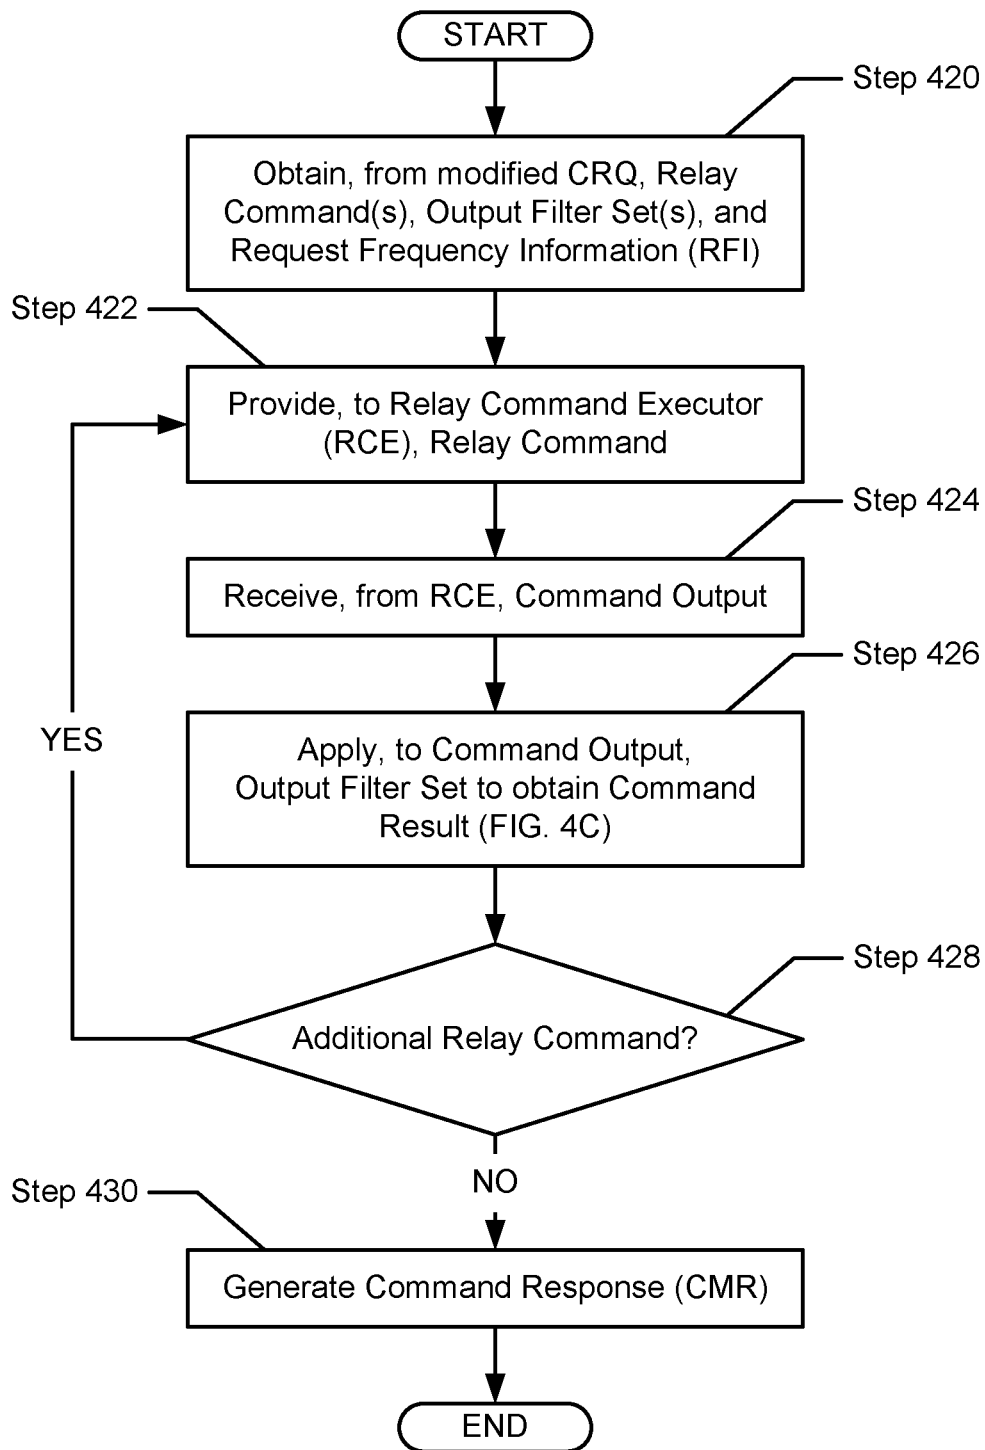 START
Step 420
Obtain, from modified CRQ, Relay
Command(s), Output Filter Set(s), and
Request Frequency Information (RFI)
Step 422
Provide, to Relay Command Executor
(RCE), Relay Command
Step 424
Receive, from RCE, Command Output
Step 426
Apply, to Command Output,
Output Filter Set to obtain Command
Result (FIG. 4C)
YES
Step 428
Additional Relay Command?
NO
Step 430
Generate Command Response (CMR)
END